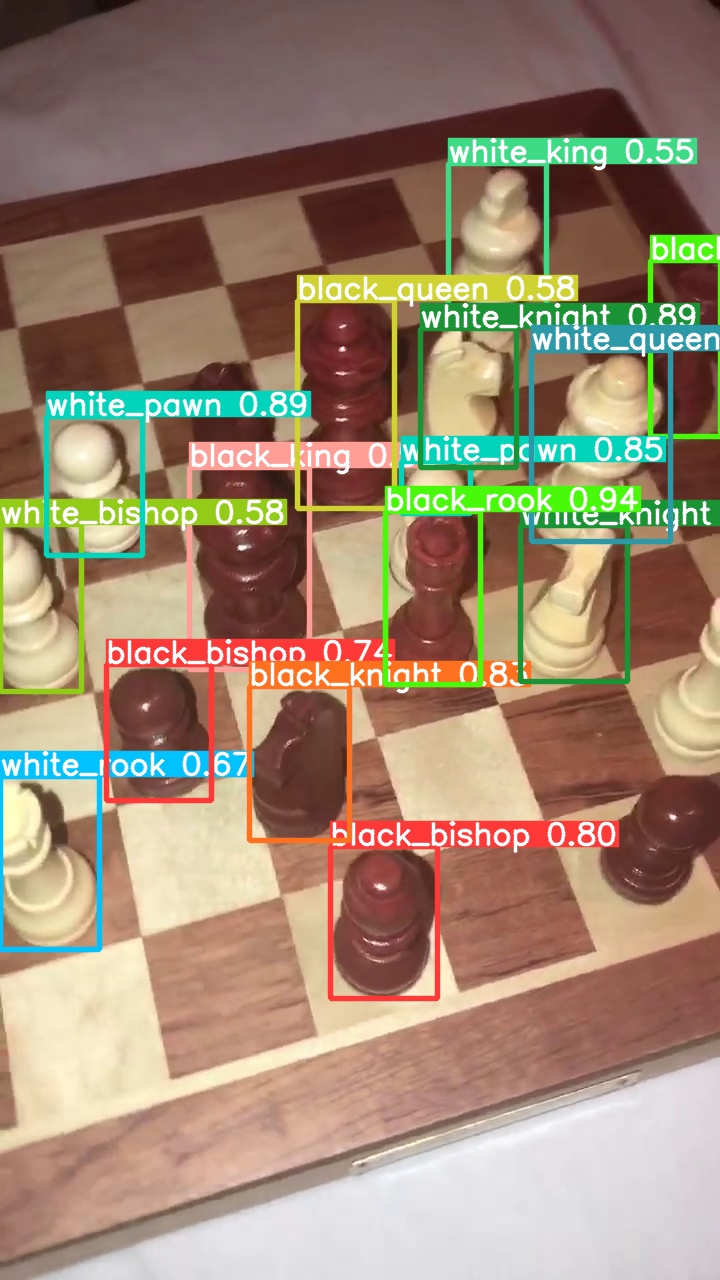 white_king 0.55
black_queen 0.58
white_knight 0.89
white_queen
white_pawn 0.89
black_king 0.
white_pawn 0.85
black_rook 0.94
white_bishop 0.58
white_knight
black_bishop 0.74
black_knight 0.83
white_rook 0.67
black_bishop 0.80